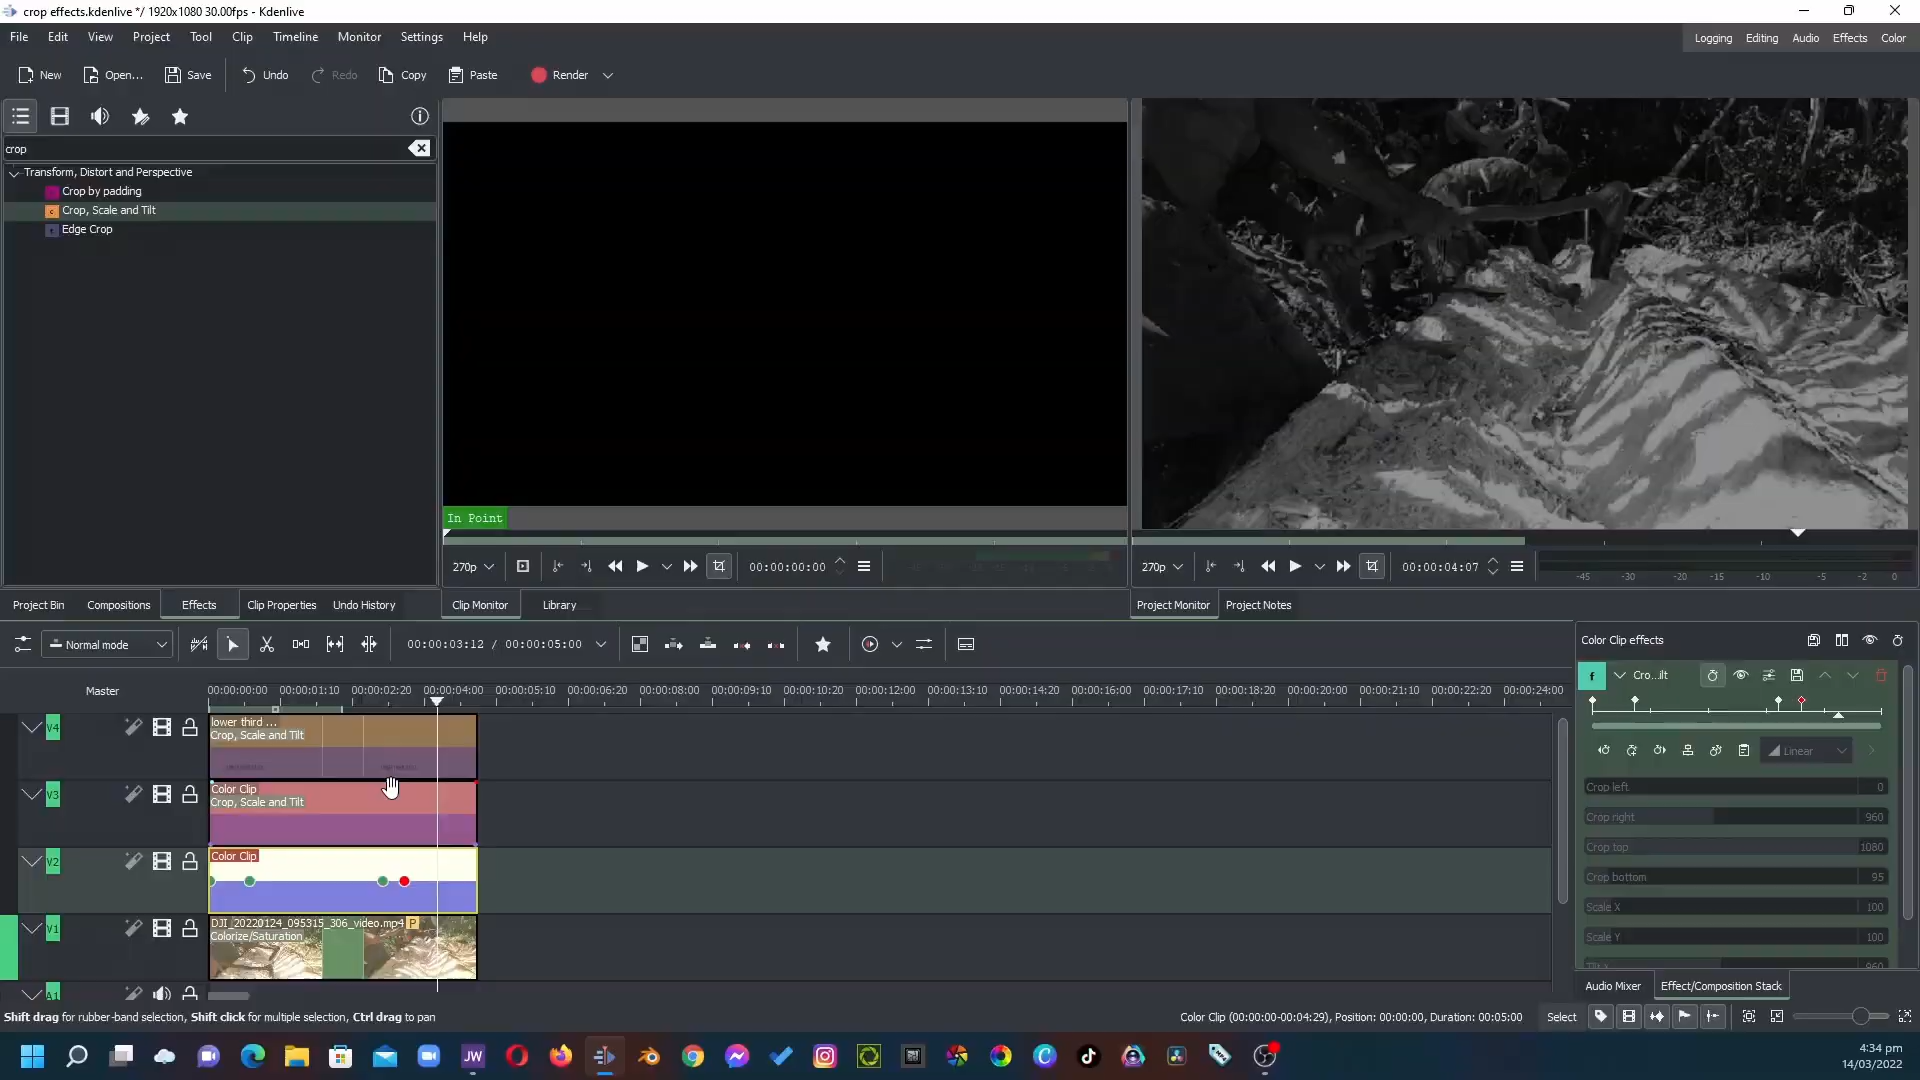 crop effects.kdenlive */ 1920x1080 30.00fps - Kdenlive
File Edit View Project Tool Clip Timeline Monitor Settings Help
Logging Editing Audio Effects Color
New Open... Save Undo Redo Copy Paste Render
crop
Transform, Distort and Perspective
Crop by padding
Crop, Scale and Tilt
Edge Crop
In Point
270p 00:00:00:00
270p 00:00:04:07 -45 -30 -20 -15 -10 -5 -2 0
Project Bin Compositions Effects Clip Properties Undo History Clip Monitor Library Project Monitor Project Notes
Normal mode 00:00:03:12 / 00:00:05:00
Color Clip effects
Cro...ilt
Master 00:00:00:00 00:00:01:10 00:00:02:20 00:00:04:00 00:00:05:10 00:00:06:20 00:00:08:00 00:00:09:10 00:00:10:20 00:00:12:00 00:00:13:10 00:00:14:20 00:00:16:00 00:00:17:10 00:00:18:20 00:00:20:00 00:00:21:10 00:00:22:20 00:00:24:00
V4 lower third ...
Crop, Scale and Tilt
V3 Color Clip
Crop, Scale and Tilt
V2 Color Clip
V1 DJI_20220124_095315_306_video.mp4 P
Colorize/Saturation
A1
Linear
Crop left 0
Crop right 960
Crop top 1080
Crop bottom 95
Scale X 100
Scale Y 100
Tilt X 960
Audio Mixer Effect/Composition Stack
Shift drag for rubber-band selection, Shift click for multiple selection, Ctrl drag to pan
Color Clip (00:00:00-00:04:29), Position: 00:00:00, Duration: 00:05:00 Select
JW
4:34 pm
14/03/2022